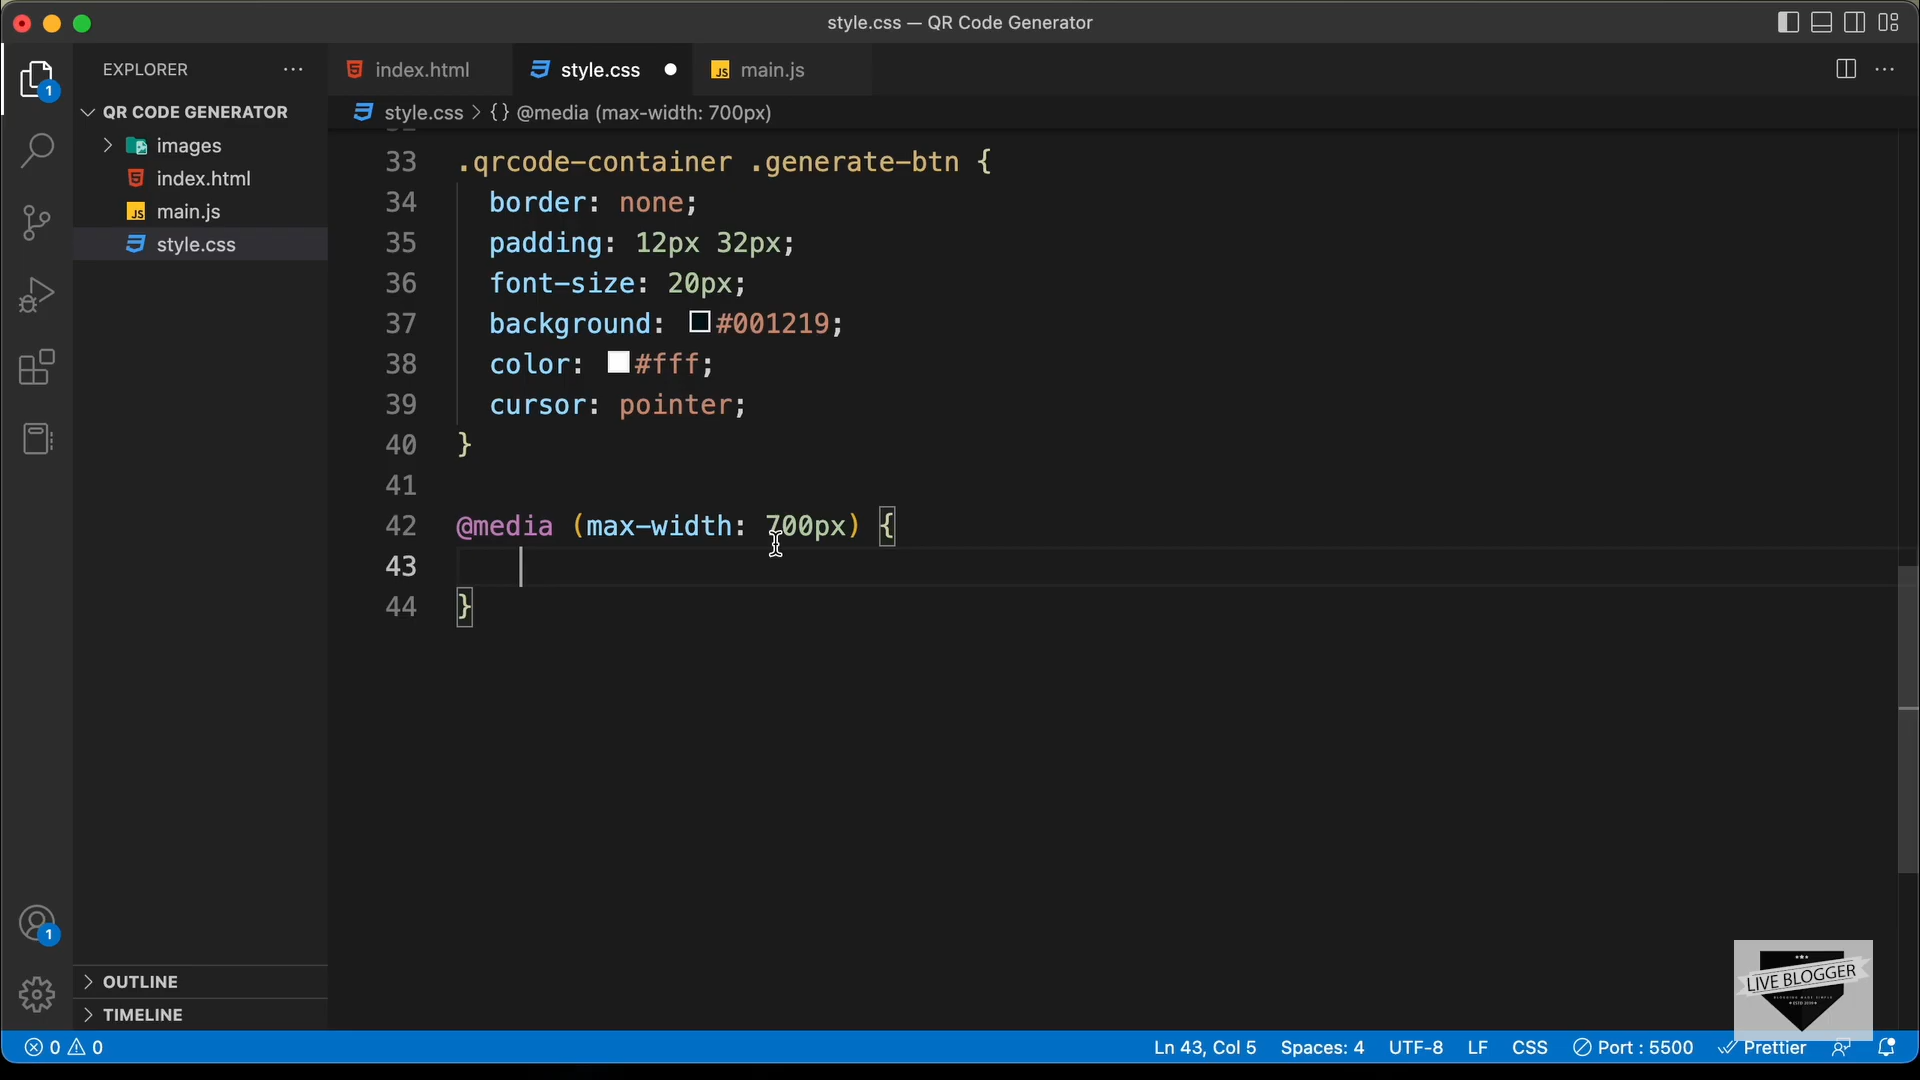 style.css — QR Code Generator
EXPLORER
index.html
style.css
main.js
QR CODE GENERATOR
style.css > {} @media (max-width: 700px)
images
index.html
main.js
style.css
33 .qrcode-container .generate-btn {
34 border: none;
35 padding: 12px 32px;
36 font-size: 20px;
37 background: #001219;
38 color: #fff;
39 cursor: pointer;
40 }
41
42 @media (max-width: 700px) {
43
44 }
1
1
OUTLINE
TIMELINE
LIVE BLOGGER
0 0
Ln 43, Col 5
Spaces: 4
UTF-8
LF
CSS
Port : 5500
Prettier